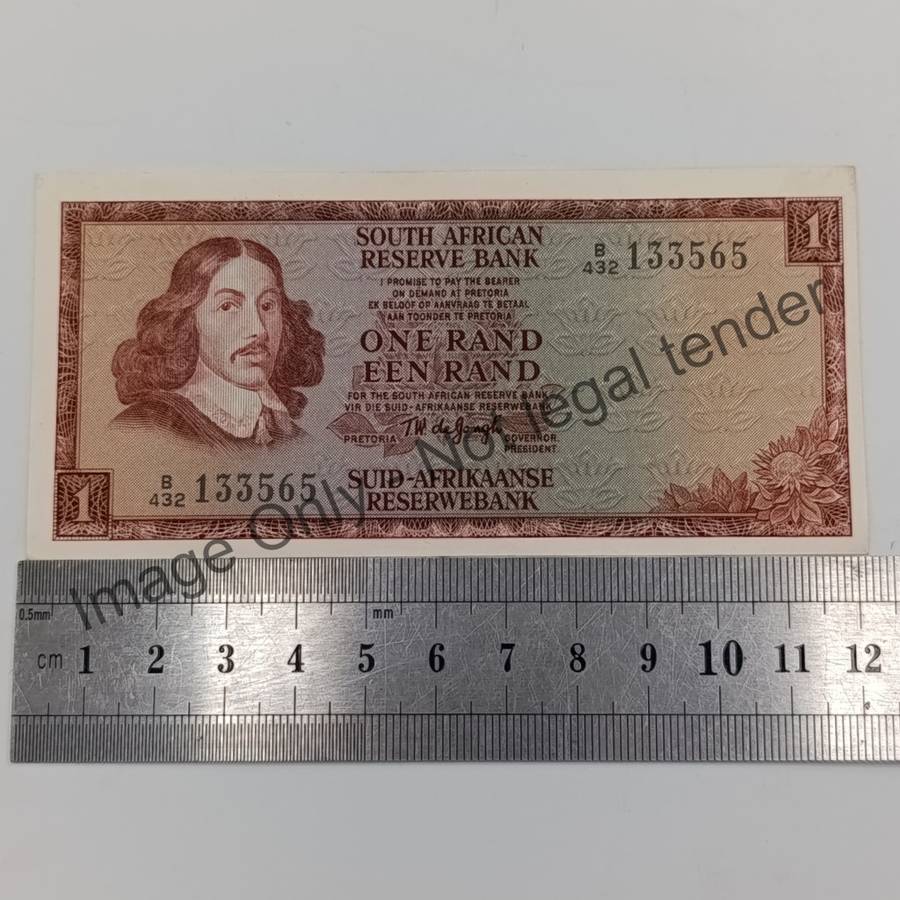 1
SOUTH AFRICAN
RESERVE BANK
B/432 133565
I PROMISE TO PAY THE BEARER
ON DEMAND AT PRETORIA
EK BELOOF OP AANVRAAG TE BETAAL
AAN TOONDER TE PRETORIA
ONE RAND
EEN RAND
FOR THE SOUTH AFRICAN RESERVE BANK
VIR DIE SUID-AFRIKAANSE RESERWEBANK
T.W. de Jongh
PRETORIA
GOVERNOR.
PRESIDENT.
B/432 133565
SUID-AFRIKAANSE
RESERWEBANK
1
Image Only - Not legal tender
0.5mm
mm
cm 1 2 3 4 5 6 7 8 9 10 11 12